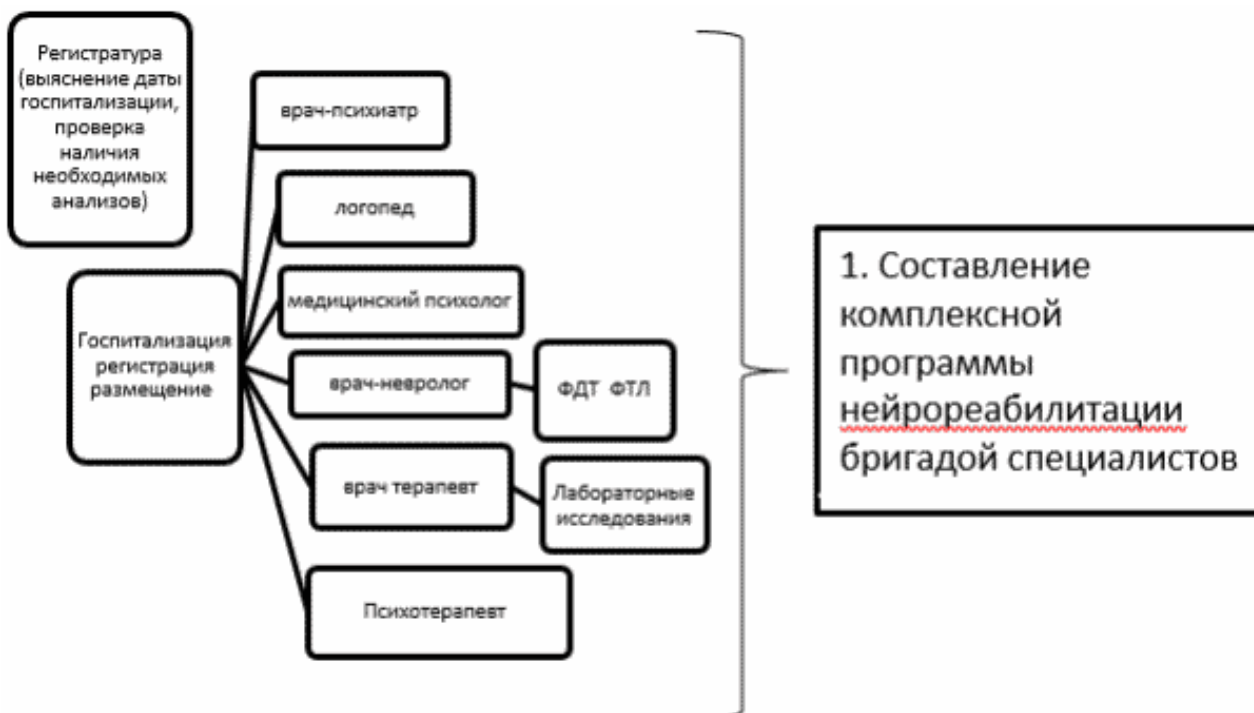 Регистратура
(выяснение даты
госпитализации,
проверка
наличия
необходимых
анализов)
врач-психиатр
логопед
медицинский психолог
Госпитализация
регистрация
размещение
врач-невролог
ФДТ ФТЛ
врач терапевт
Лабораторные
исследования
Психотерапевт
1. Составление
комплексной
программы
нейрореабилитации
бригадой специалистов